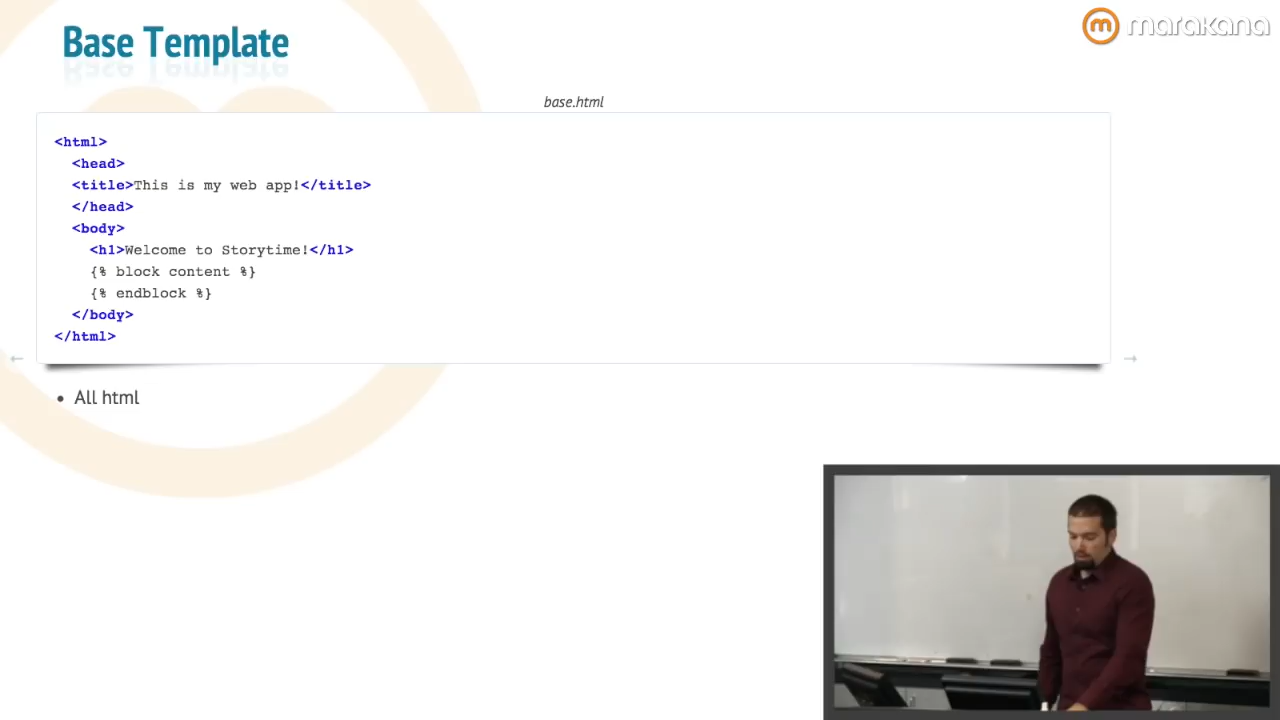 Base Template
marakana
base.html
<html>
<head>
<title>This is my web app!</title>
</head>
<body>
<h1>Welcome to Storytime!</h1>
{% block content %}
{% endblock %}
</body>
</html>
← →
• All html